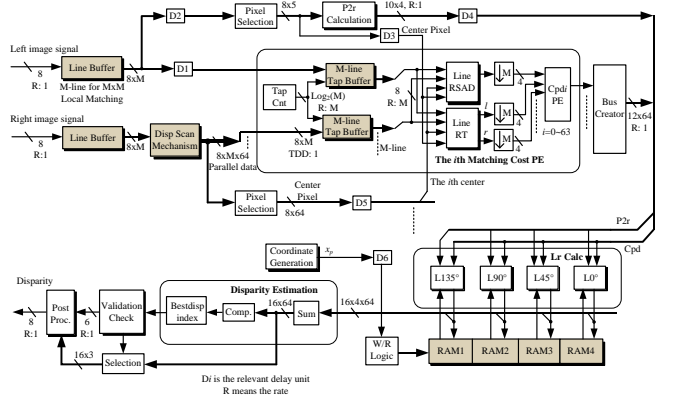 D2
Pixel
Selection
8x5
P2r
Calculation
10x4, R:1
D4
Center Pixel
D3
Left image signal
8
R: 1
Line Buffer
8xM
M-line for MxM
Local Matching
D1
M-line
Tap Buffer
Tap
Cnt
Log2(M)
R: M
8
R: M
Line
RSAD
↓M
4
Cpdi
PE
Bus
Creator
12x64
R: 1
Right image signal
8
R:1
Line Buffer
8xM
Disp Scan
Mechanism
8xMx64
Parallel data
8xM
TDD: 1
M-line
Tap Buffer
M-line
Line
RT
l
↓M
4
r
↓M
4
i=0~63
The ith Matching Cost PE
Pixel
Selection
Center
Pixel
8x64
D5
The ith center
P2r
Cpd
Coordinate
Generation
xp
D6
Lr Calc
L135°
L90°
L45°
L0°
Disparity
8
R:1
Post
Proc.
6
R:1
Validation
Check
Disparity Estimation
Bestdisp
index
Comp.
16x64
Sum
16x4x64
W/R
Logic
RAM1
RAM2
RAM3
RAM4
16x3
Selection
Di is the relevant delay unit
R means the rate